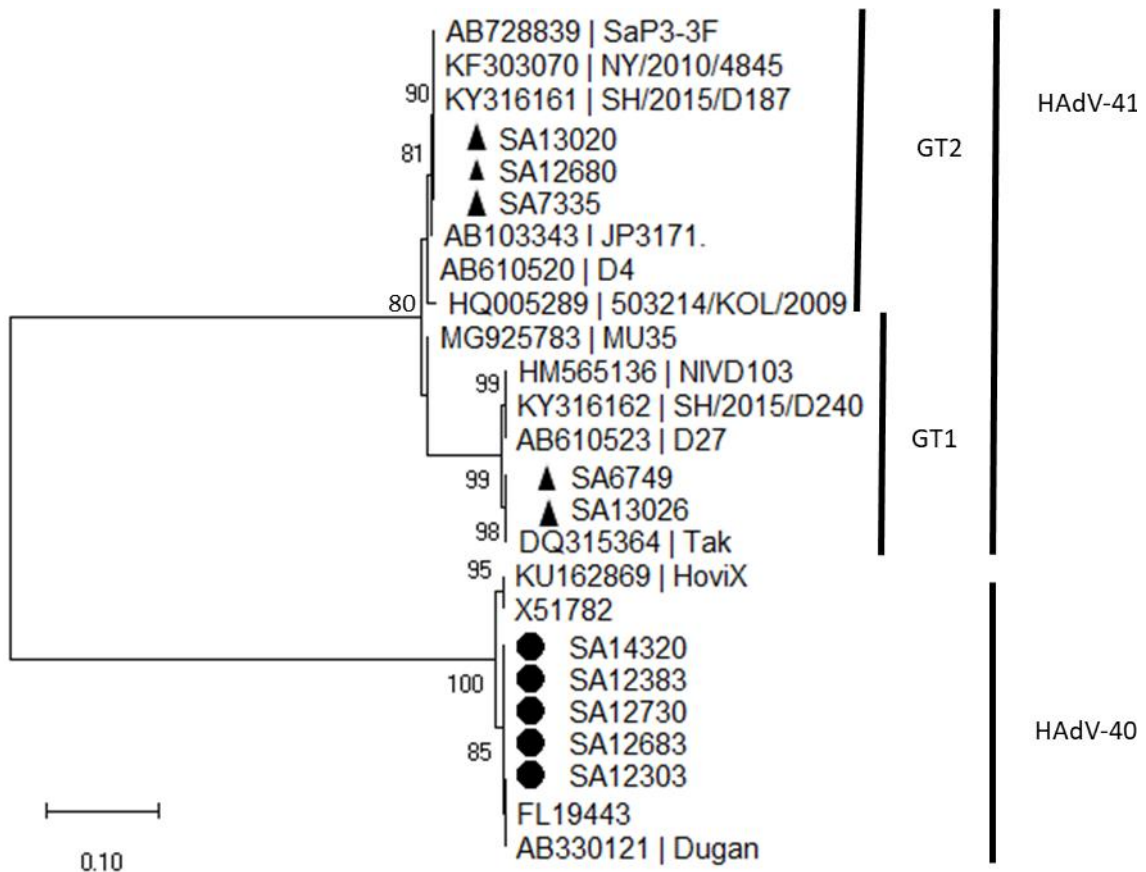 AB728839 | SaP3-3F
KF303070 | NY/2010/4845
90
KY316161 | SH/2015/D187
HAdV-41
SA13020
81
GT2
SA12680
SA7335
AB103343 | JP3171.
AB610520 | D4
80
HQ005289 | 503214/KOL/2009
MG925783 | MU35
HM565136 | NIVD103
99
KY316162 | SH/2015/D240
AB610523 | D27
GT1
SA6749
99
SA13026
98
DQ315364 | Tak
95
KU162869 | HoviX
X51782
SA14320
SA12383
100
SA12730
HAdV-40
SA12683
85
SA12303
FL19443
AB330121 | Dugan
0.10